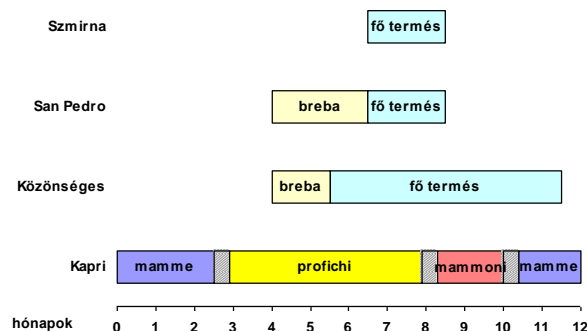 Szmirna fő termés
San Pedro breba fő termés
Közönséges breba fő termés
Kapri mamme profichi mammoni mamme
hónapok 0 1 2 3 4 5 6 7 8 9 10 11 12